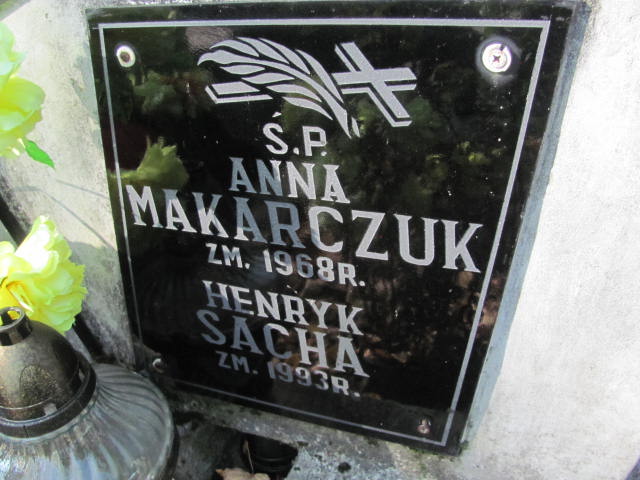 Ś.P.
ANNA
MAKARCZUK
ZM. 1968R.
HENRYK
SACHA
ZM. 1993R.